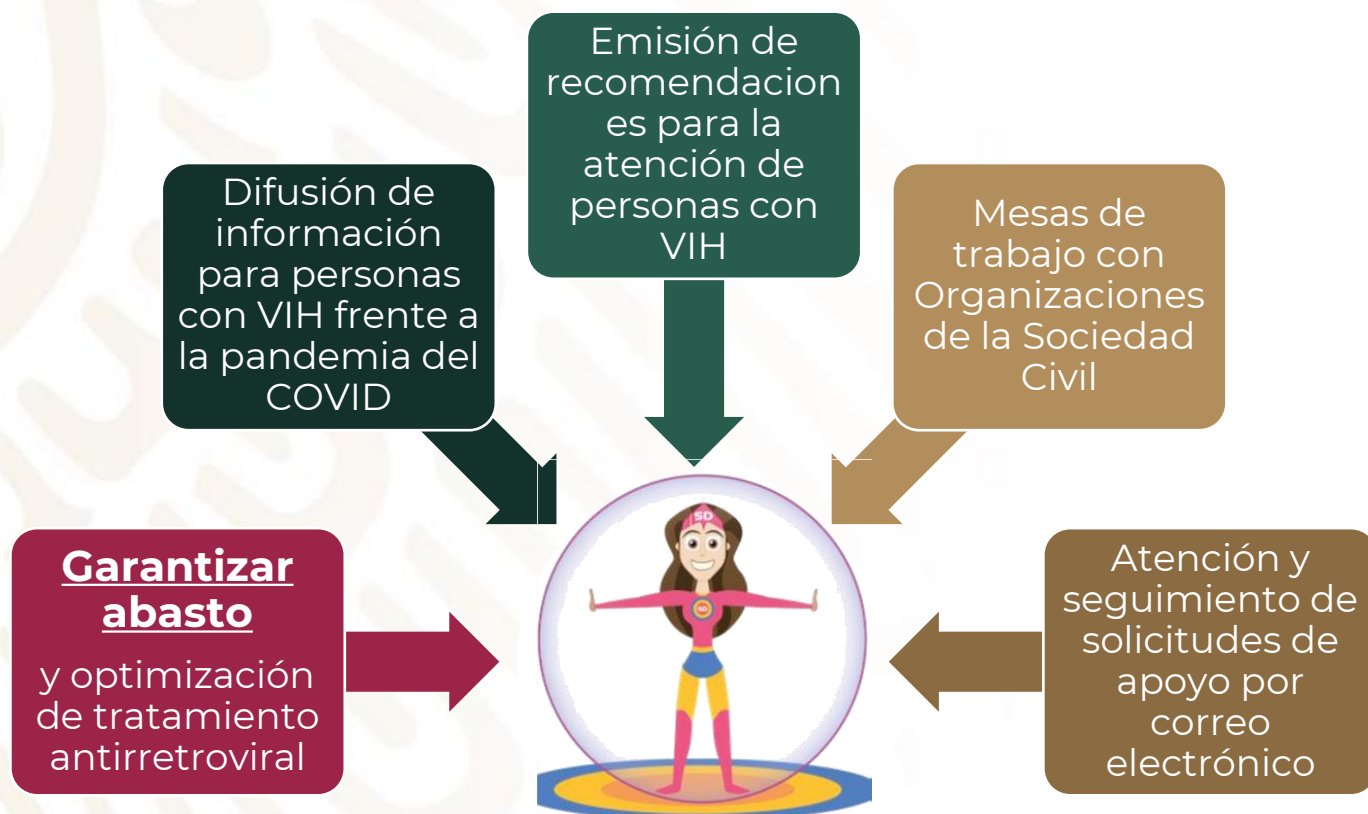 Garantizar
abasto
y optimización
de tratamiento
antirretroviral
Difusión de
información
para personas
con VIH frente a
la pandemia del
COVID
Emisión de
recomendacion
es para la
atención de
personas con
VIH
Mesas de
trabajo con
Organizaciones
de la Sociedad
Civil
Atención y
seguimiento de
solicitudes de
apoyo por
correo
electrónico
SD
SD